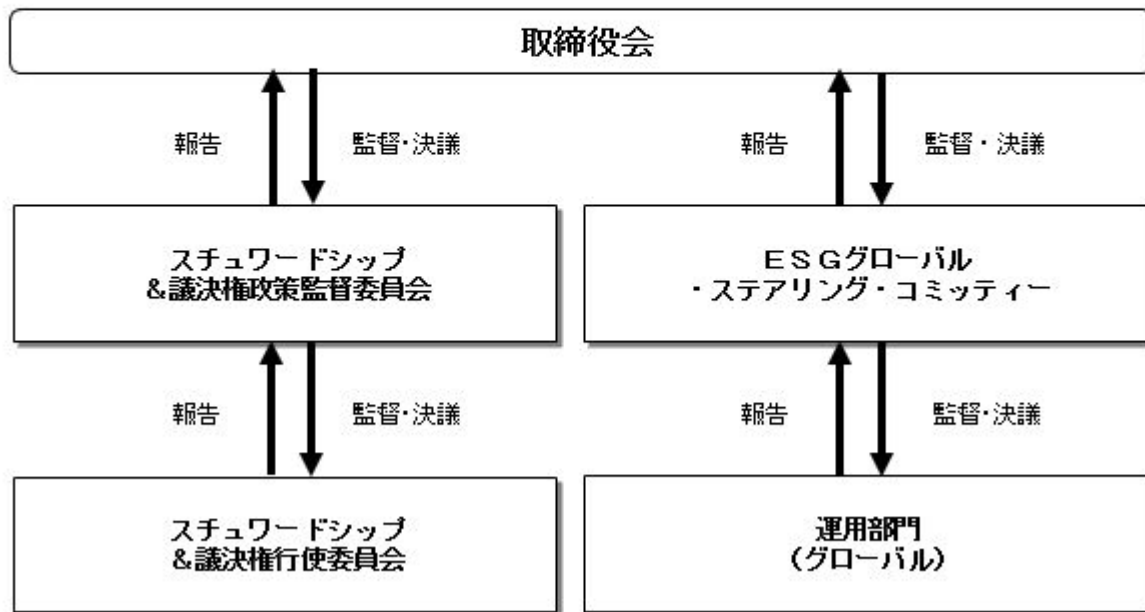 取締役会
報告
監督・決議
報告
監督・決議
スチュワードシップ
&議決権政策監督委員会
ESGグローバル
・ステアリング・コミッティー
報告
監督・決議
報告
監督・決議
スチュワードシップ
&議決権行使委員会
運用部門
(グローバル)